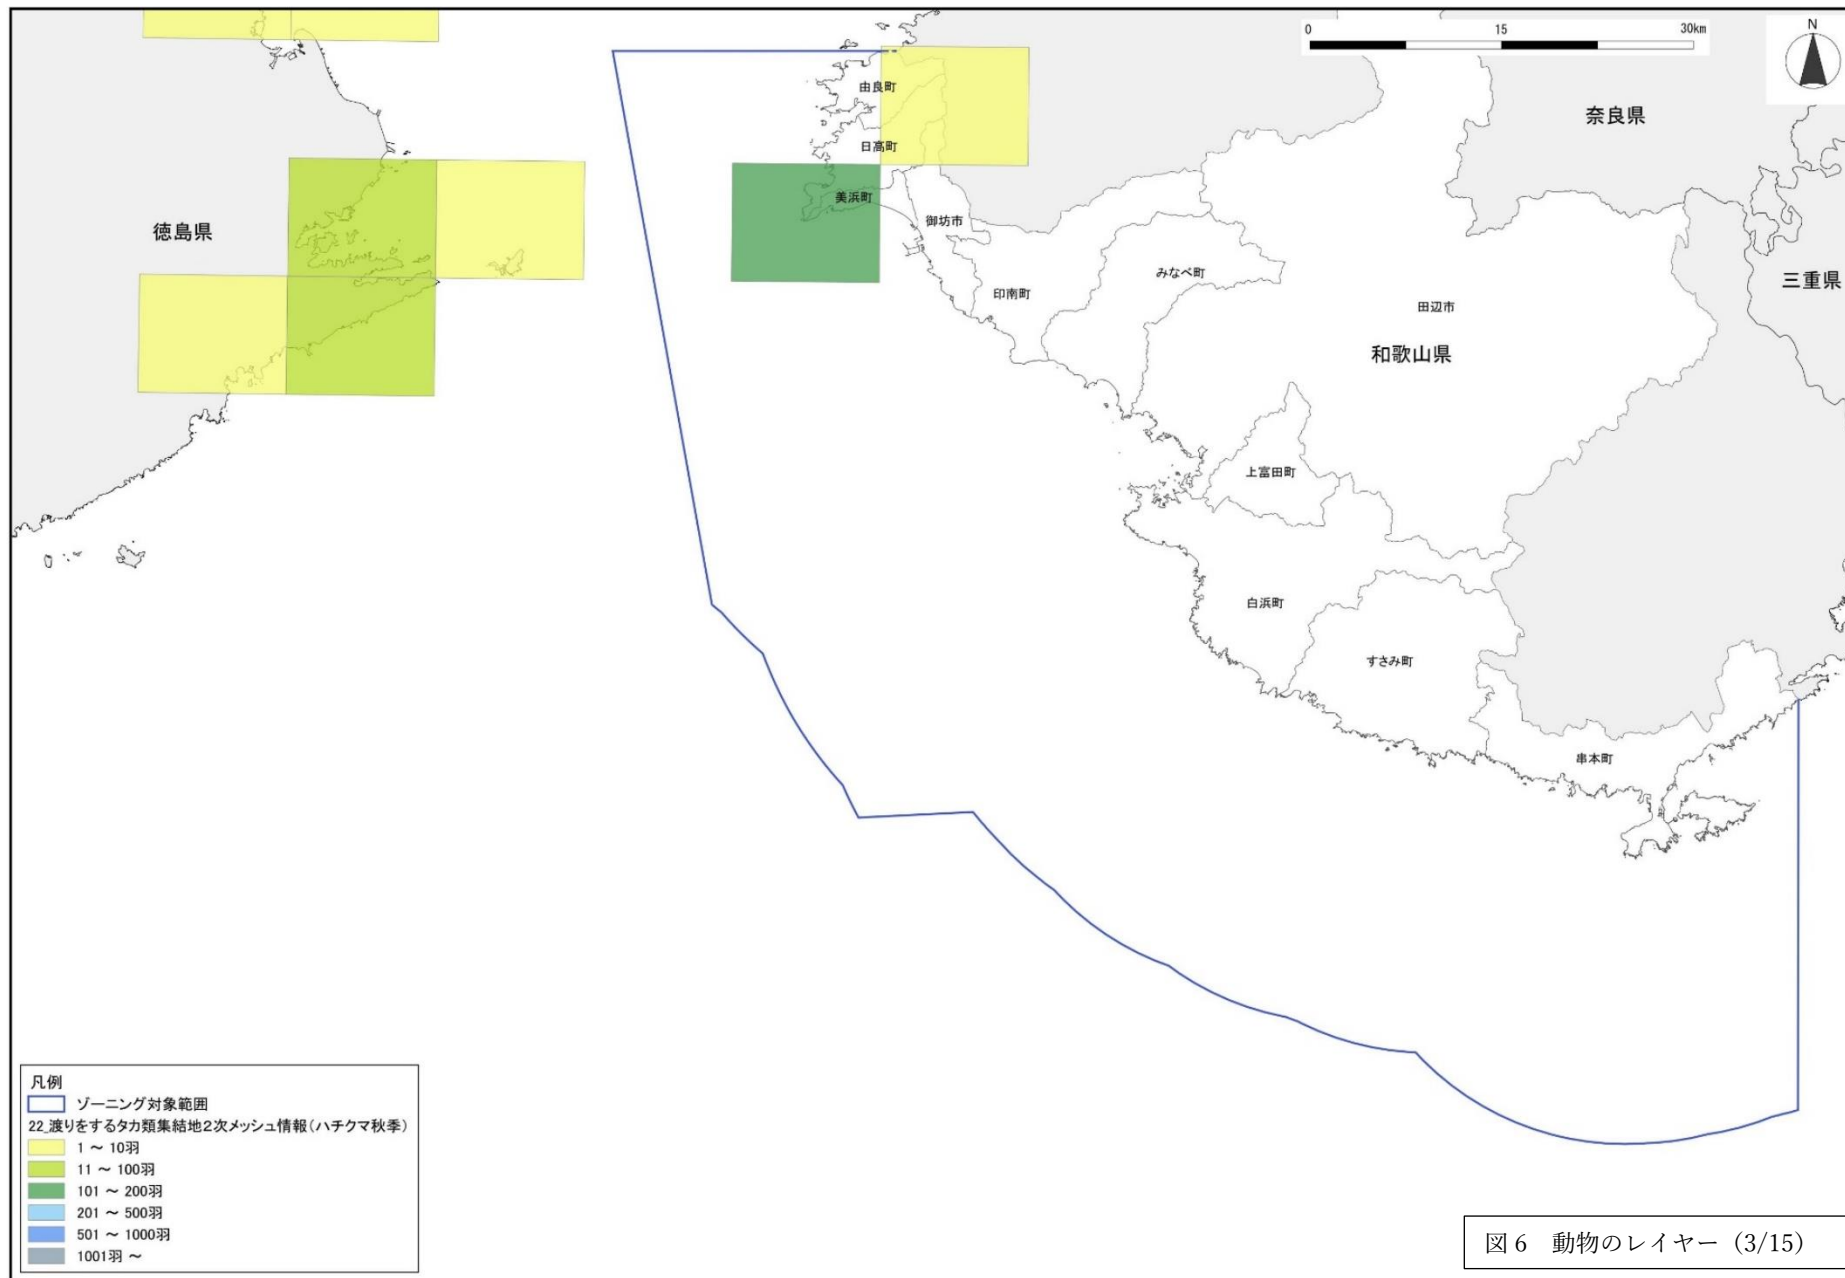 0 15 30km
N
由良町
奈良県
日高町
美浜町
御坊市
徳島県
みなべ町
三重県
印南町
田辺市
和歌山県
上富田町
白浜町
すさみ町
串本町
凡例
ゾーニング対象範囲
22_渡りをするタカ類集結地2次メッシュ情報(ハチクマ秋季)
1 ～ 10羽
11 ～ 100羽
101 ～ 200羽
201 ～ 500羽
501 ～ 1000羽
1001羽 ～
図 6　動物のレイヤー（3/15）